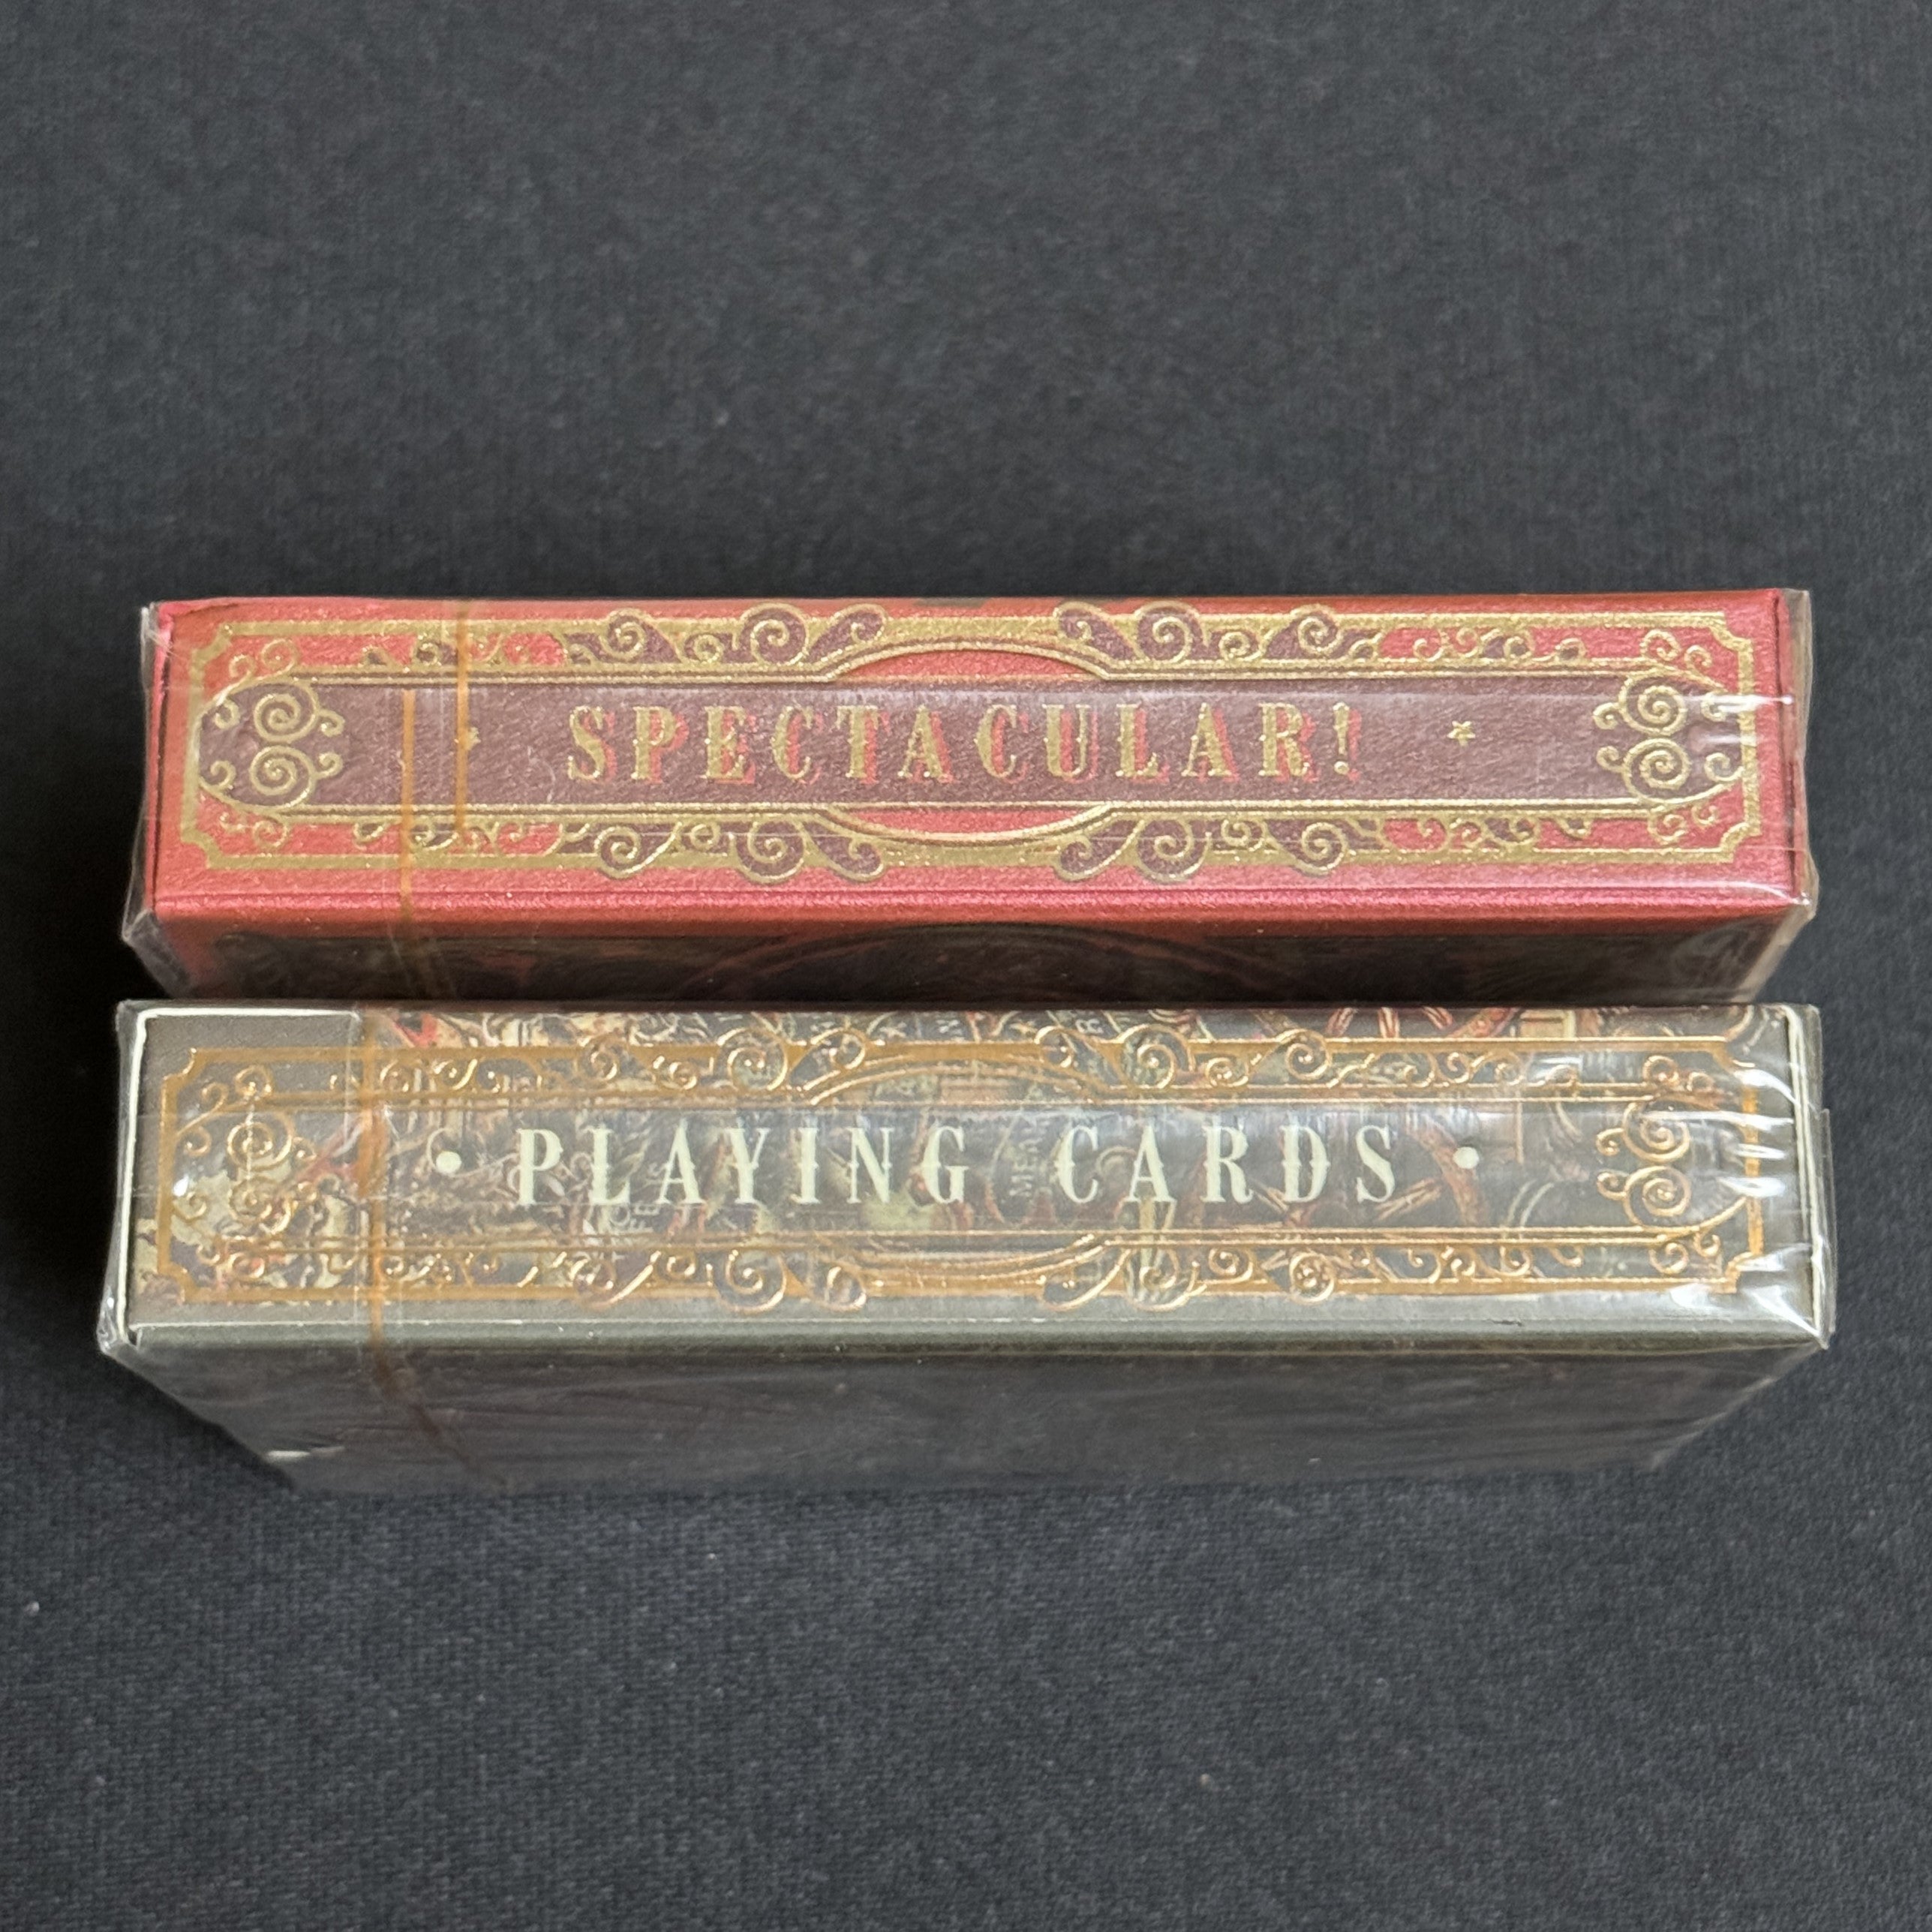 SPECTACULAR!
• PLAYING CARDS •